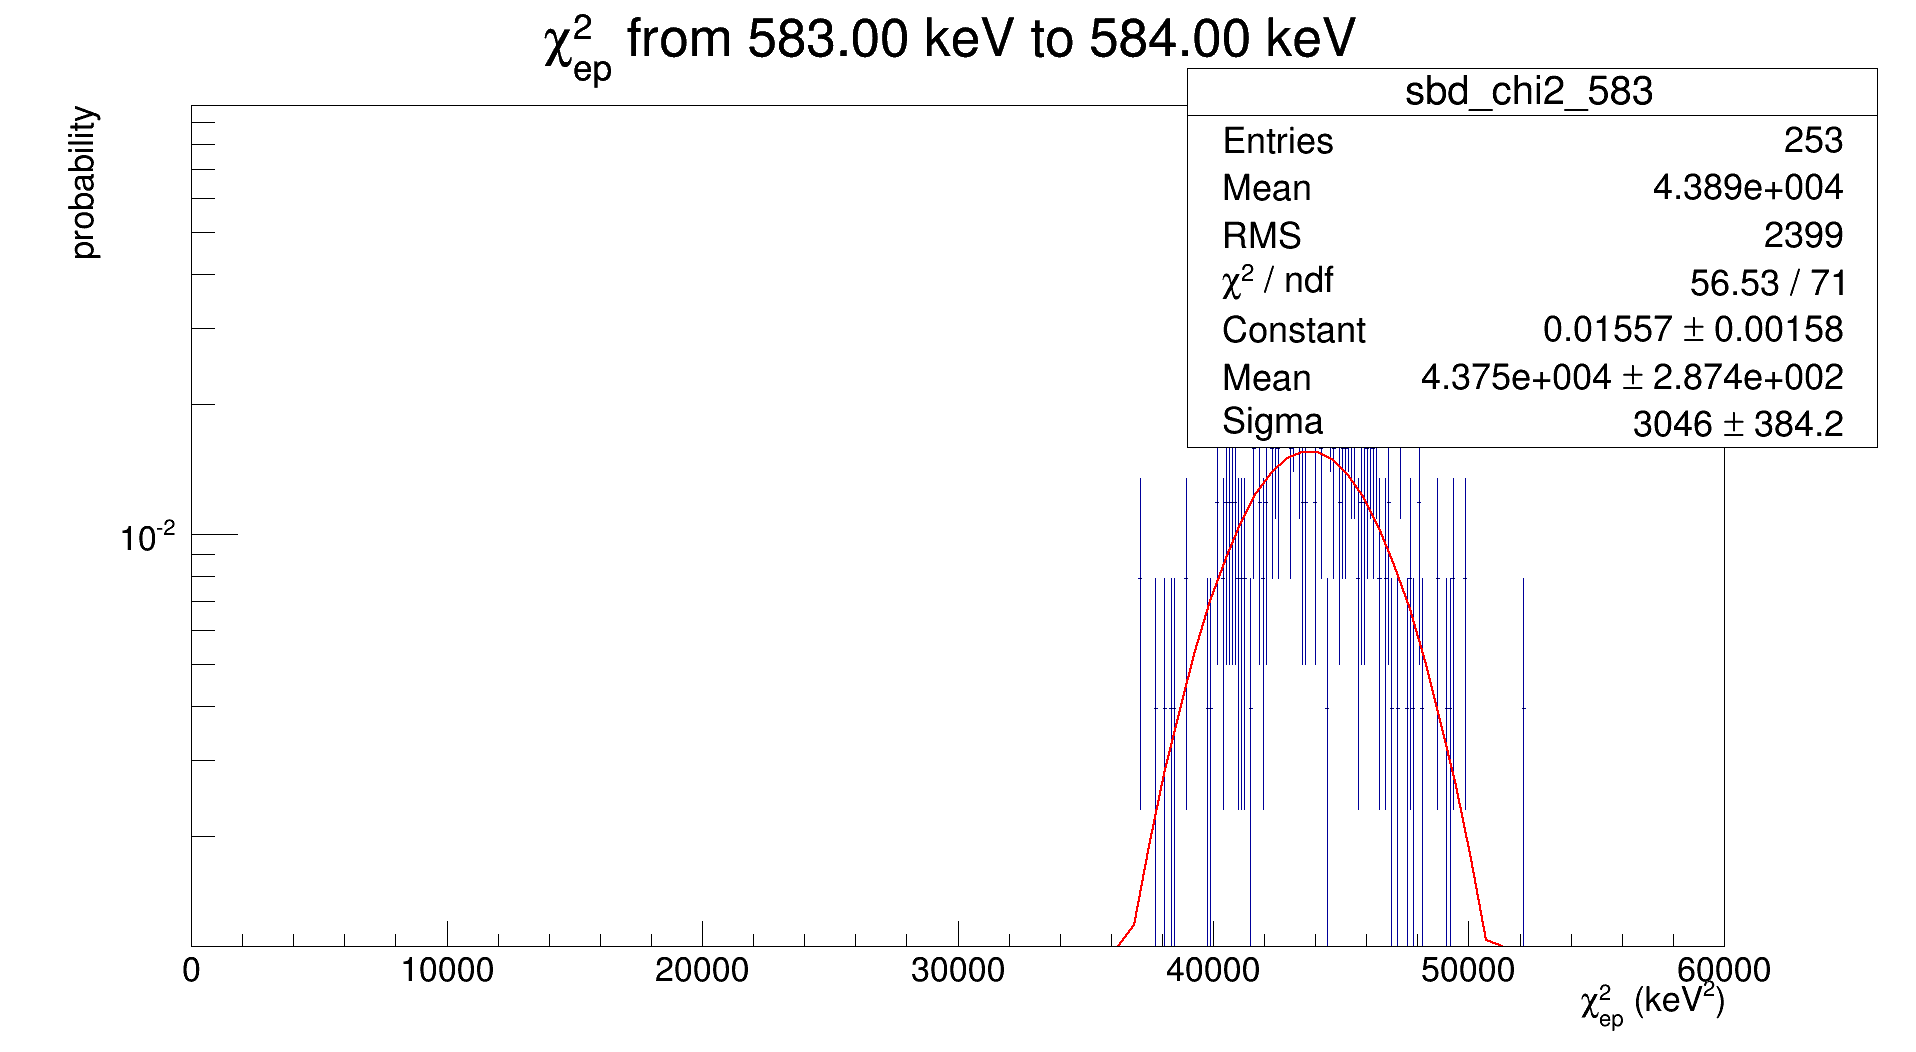 χ²ep from 583.00 keV to 584.00 keV
probability
sbd_chi2_583
Entries 253
Mean 4.389e+004
RMS 2399
χ² / ndf 56.53 / 71
Constant 0.01557 ± 0.00158
Mean 4.375e+004 ± 2.874e+002
Sigma 3046 ± 384.2
10⁻²
0 10000 20000 30000 40000 50000 60000
χ²ep (keV²)